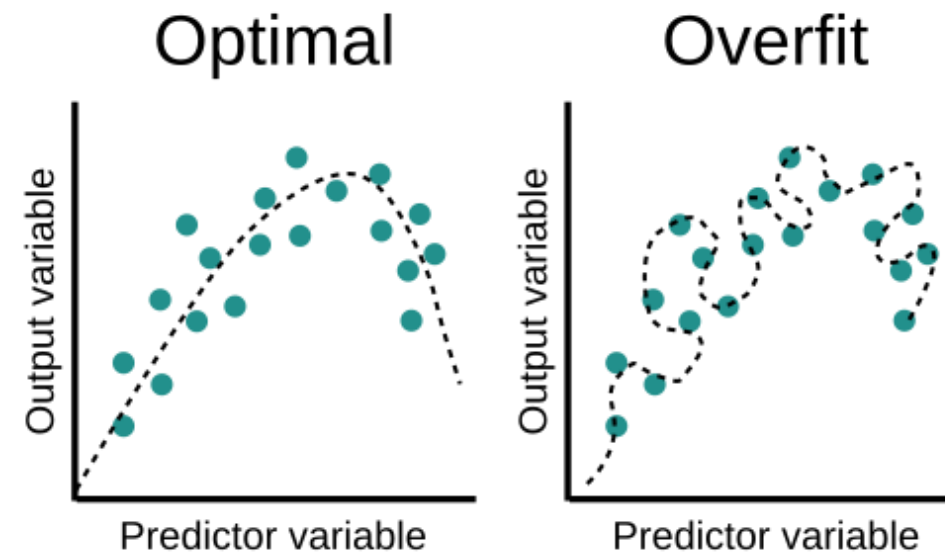 Optimal
Overfit
Output variable
Predictor variable
Output variable
Predictor variable